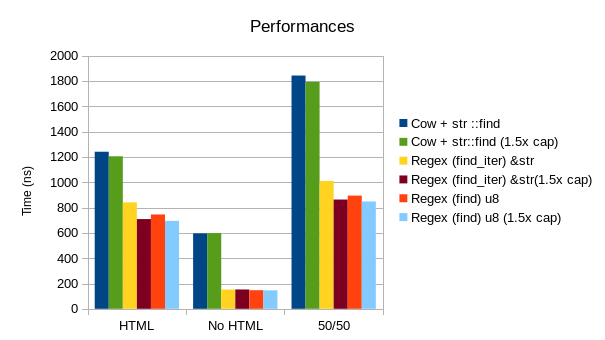 Performances
Time (ns)
2000
1800
1600
1400
1200
1000
800
600
400
200
0
HTML
No HTML
50/50
Cow + str ::find
Cow + str::find (1.5x cap)
Regex (find_iter) &str
Regex (find_iter) &str(1.5x cap)
Regex (find) u8
Regex (find) u8 (1.5x cap)